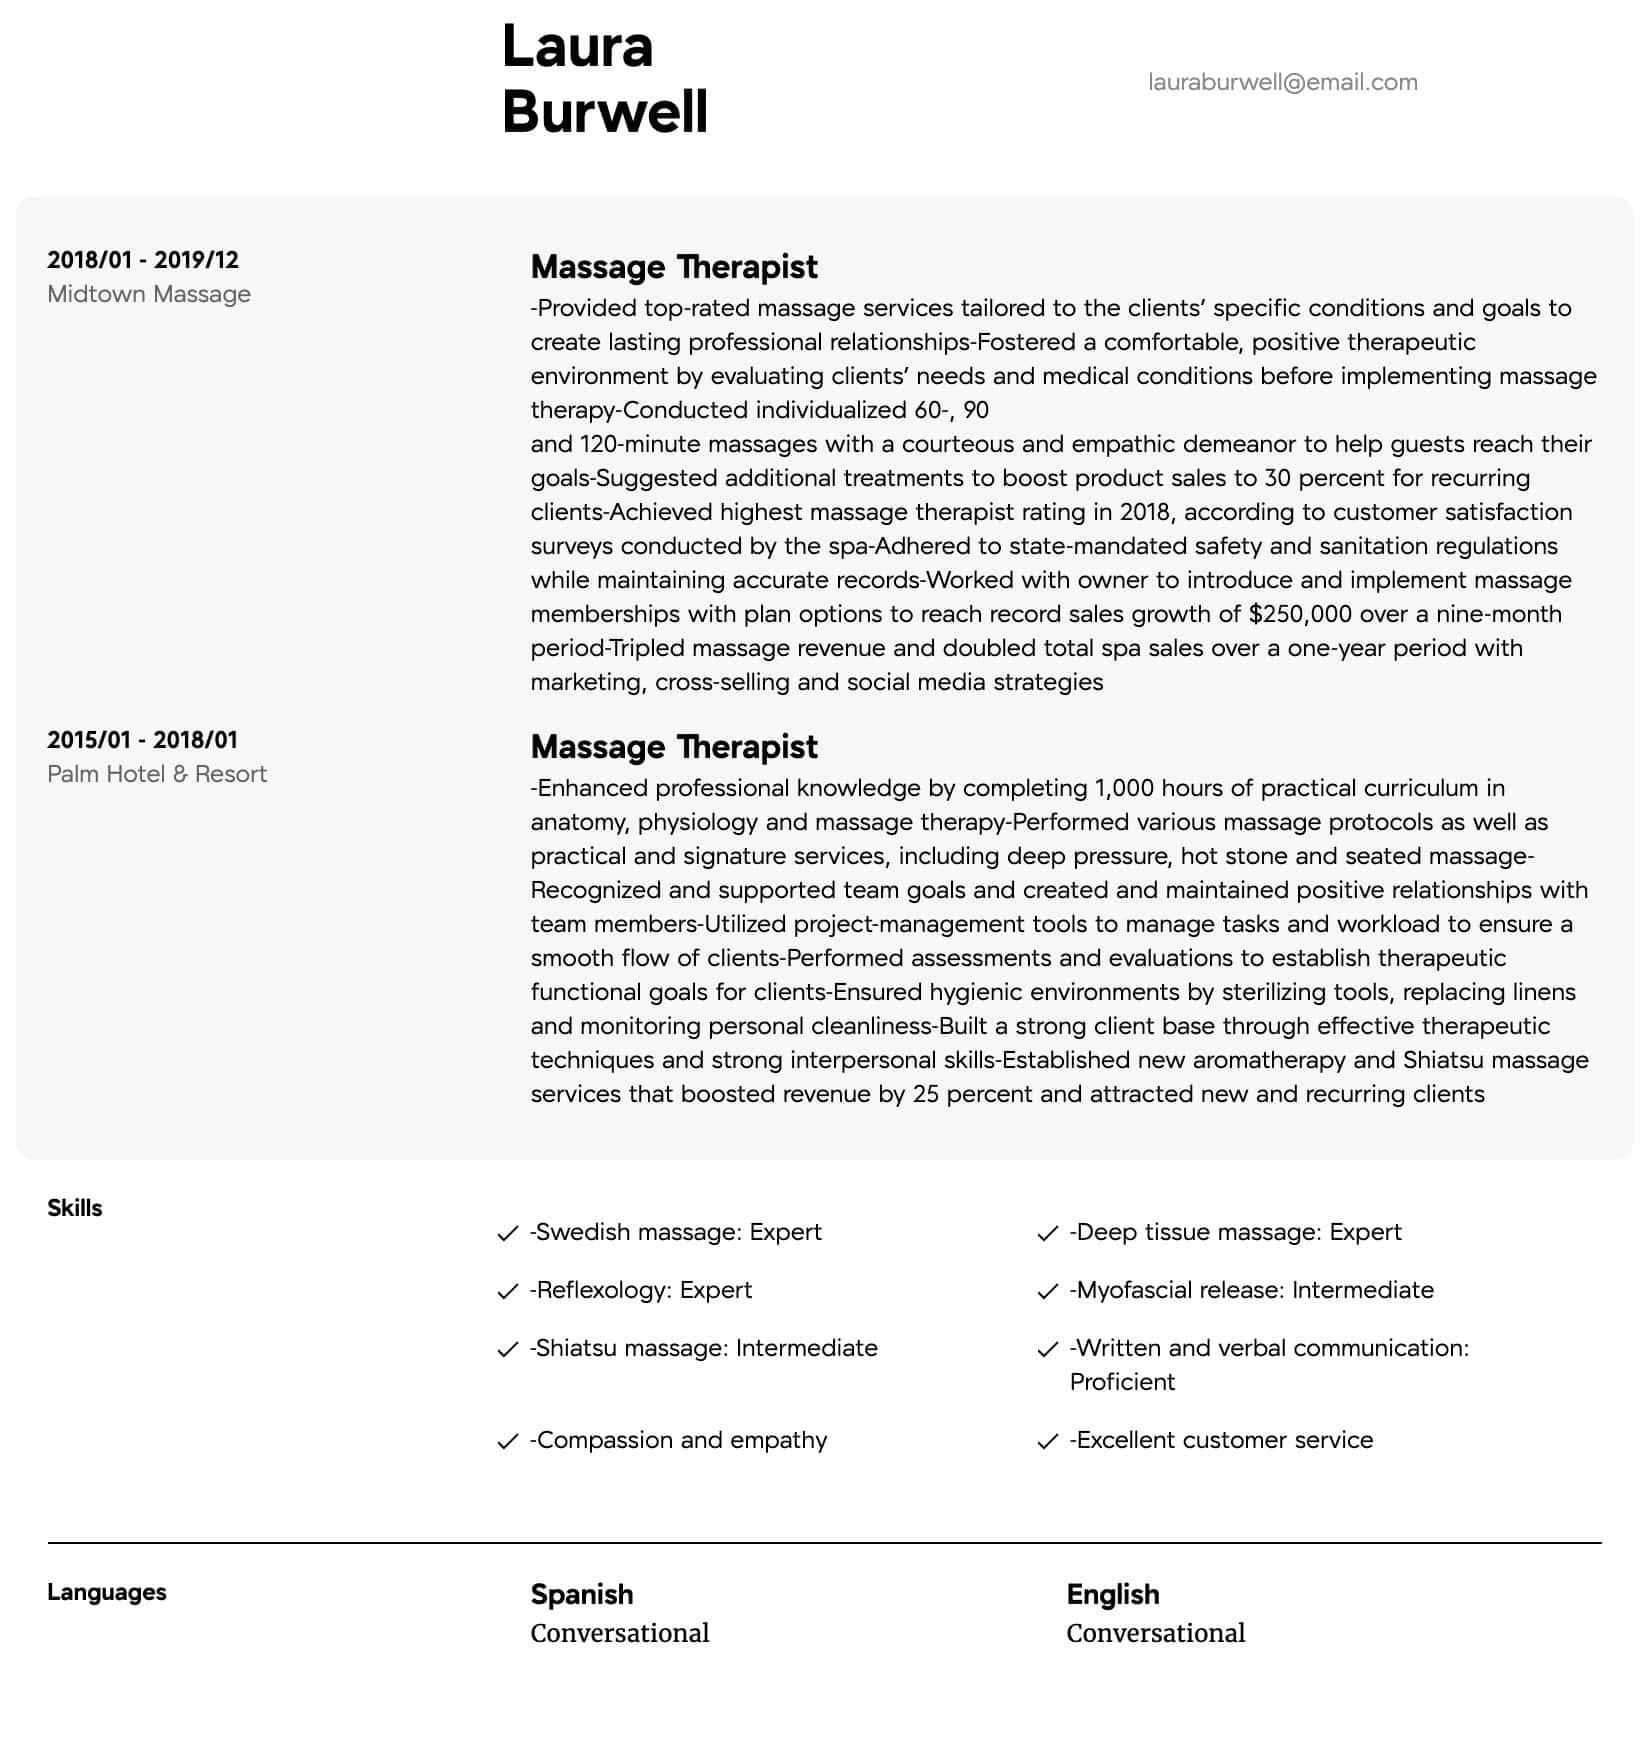 Laura
Burwell
lauraburwell@email.com
2018/01 - 2019/12
Midtown Massage
Massage Therapist
-Provided top-rated massage services tailored to the clients’ specific conditions and goals to
create lasting professional relationships-Fostered a comfortable, positive therapeutic
environment by evaluating clients’ needs and medical conditions before implementing massage
therapy-Conducted individualized 60-, 90
and 120-minute massages with a courteous and empathic demeanor to help guests reach their
goals-Suggested additional treatments to boost product sales to 30 percent for recurring
clients-Achieved highest massage therapist rating in 2018, according to customer satisfaction
surveys conducted by the spa-Adhered to state-mandated safety and sanitation regulations
while maintaining accurate records-Worked with owner to introduce and implement massage
memberships with plan options to reach record sales growth of $250,000 over a nine-month
period-Tripled massage revenue and doubled total spa sales over a one-year period with
marketing, cross-selling and social media strategies
2015/01 - 2018/01
Palm Hotel & Resort
Massage Therapist
-Enhanced professional knowledge by completing 1,000 hours of practical curriculum in
anatomy, physiology and massage therapy-Performed various massage protocols as well as
practical and signature services, including deep pressure, hot stone and seated massage-
Recognized and supported team goals and created and maintained positive relationships with
team members-Utilized project-management tools to manage tasks and workload to ensure a
smooth flow of clients-Performed assessments and evaluations to establish therapeutic
functional goals for clients-Ensured hygienic environments by sterilizing tools, replacing linens
and monitoring personal cleanliness-Built a strong client base through effective therapeutic
techniques and strong interpersonal skills-Established new aromatherapy and Shiatsu massage
services that boosted revenue by 25 percent and attracted new and recurring clients
Skills
-Swedish massage: Expert
-Deep tissue massage: Expert
-Reflexology: Expert
-Myofascial release: Intermediate
-Shiatsu massage: Intermediate
-Written and verbal communication:
Proficient
-Compassion and empathy
-Excellent customer service
Languages
Spanish
Conversational
English
Conversational